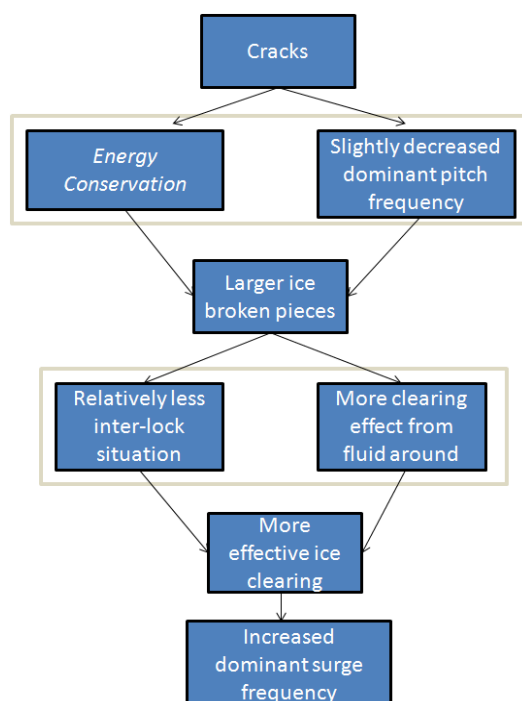 Cracks
Energy
Conservation
Slightly decreased
dominant pitch
frequency
Larger ice
broken pieces
Relatively less
inter-lock
situation
More clearing
effect from
fluid around
More
effective ice
clearing
Increased
dominant surge
frequency